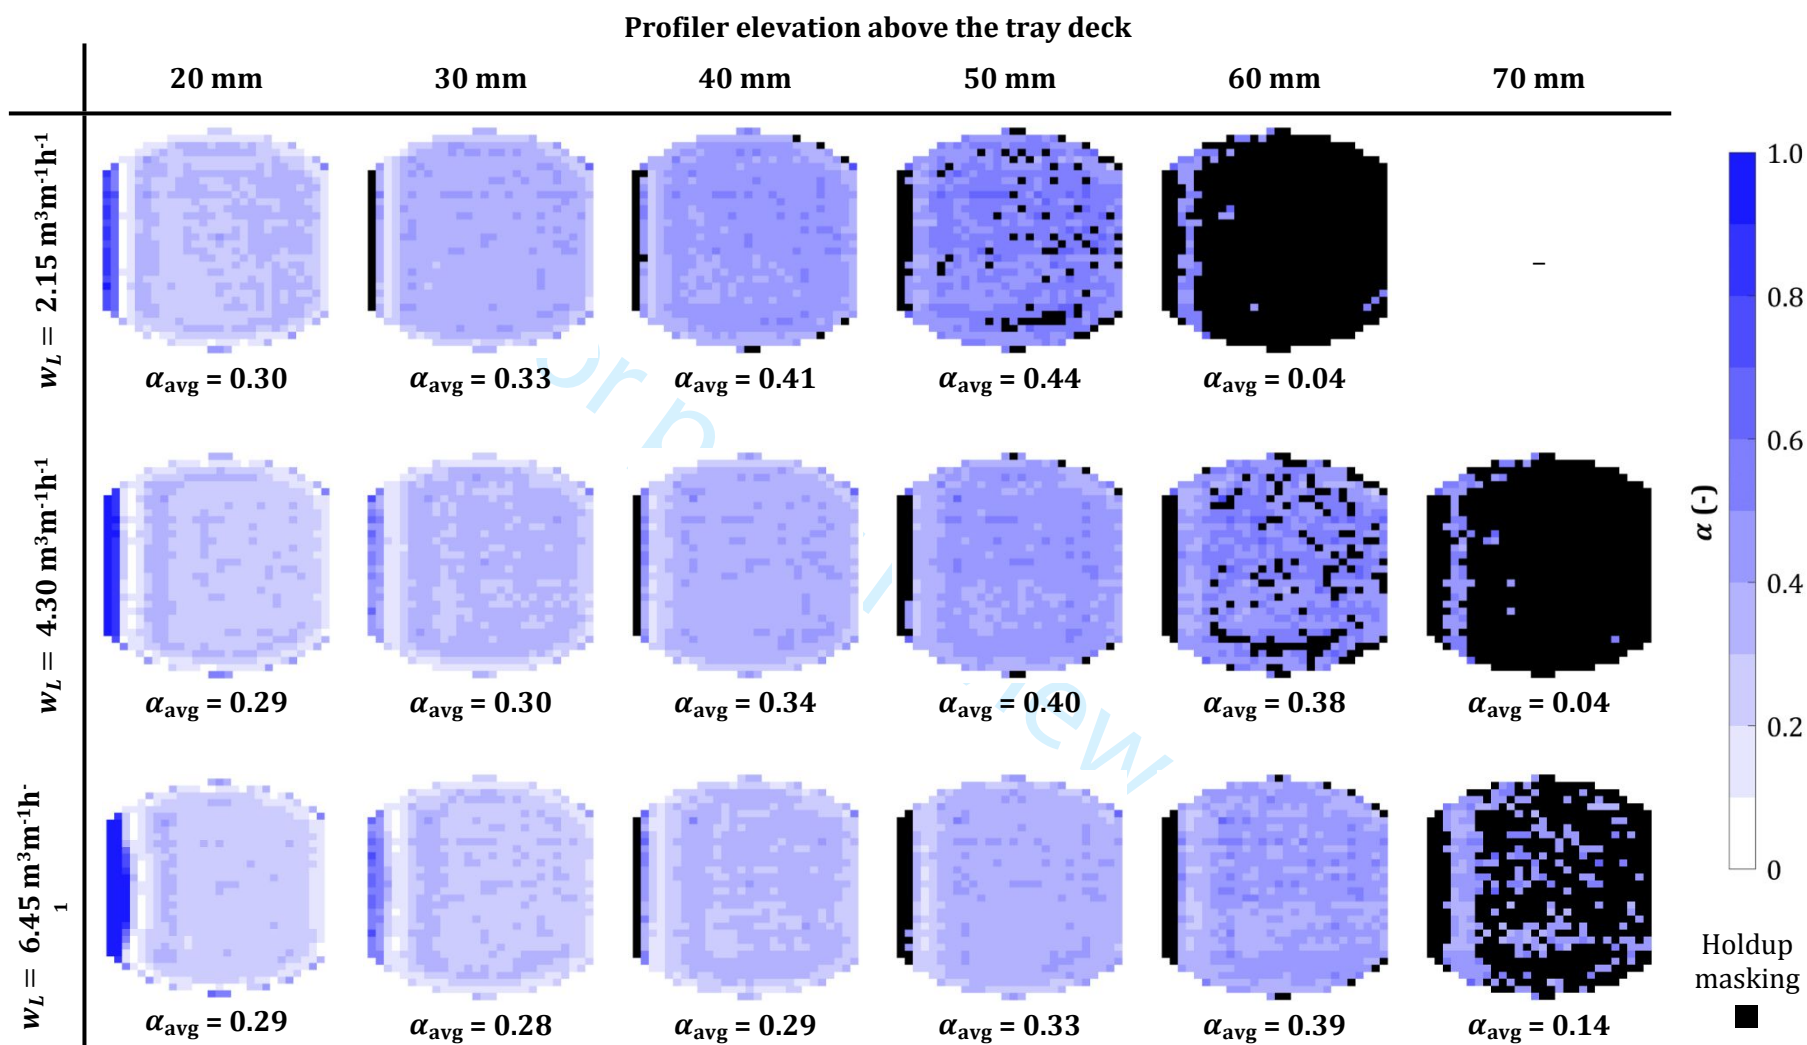 Profiler elevation above the tray deck
20 mm 30 mm 40 mm 50 mm 60 mm 70 mm
w_L = 2.15 m³m⁻¹h⁻¹
–
α_avg = 0.30 α_avg = 0.33 α_avg = 0.41 α_avg = 0.44 α_avg = 0.04
w_L = 4.30 m³m⁻¹h⁻¹
α_avg = 0.29 α_avg = 0.30 α_avg = 0.34 α_avg = 0.40 α_avg = 0.38 α_avg = 0.04
w_L = 6.45 m³m⁻¹h⁻
1
α_avg = 0.29 α_avg = 0.28 α_avg = 0.29 α_avg = 0.33 α_avg = 0.39 α_avg = 0.14
1.0
0.8
0.6
0.4
0.2
0
α (-)
Holdup
masking